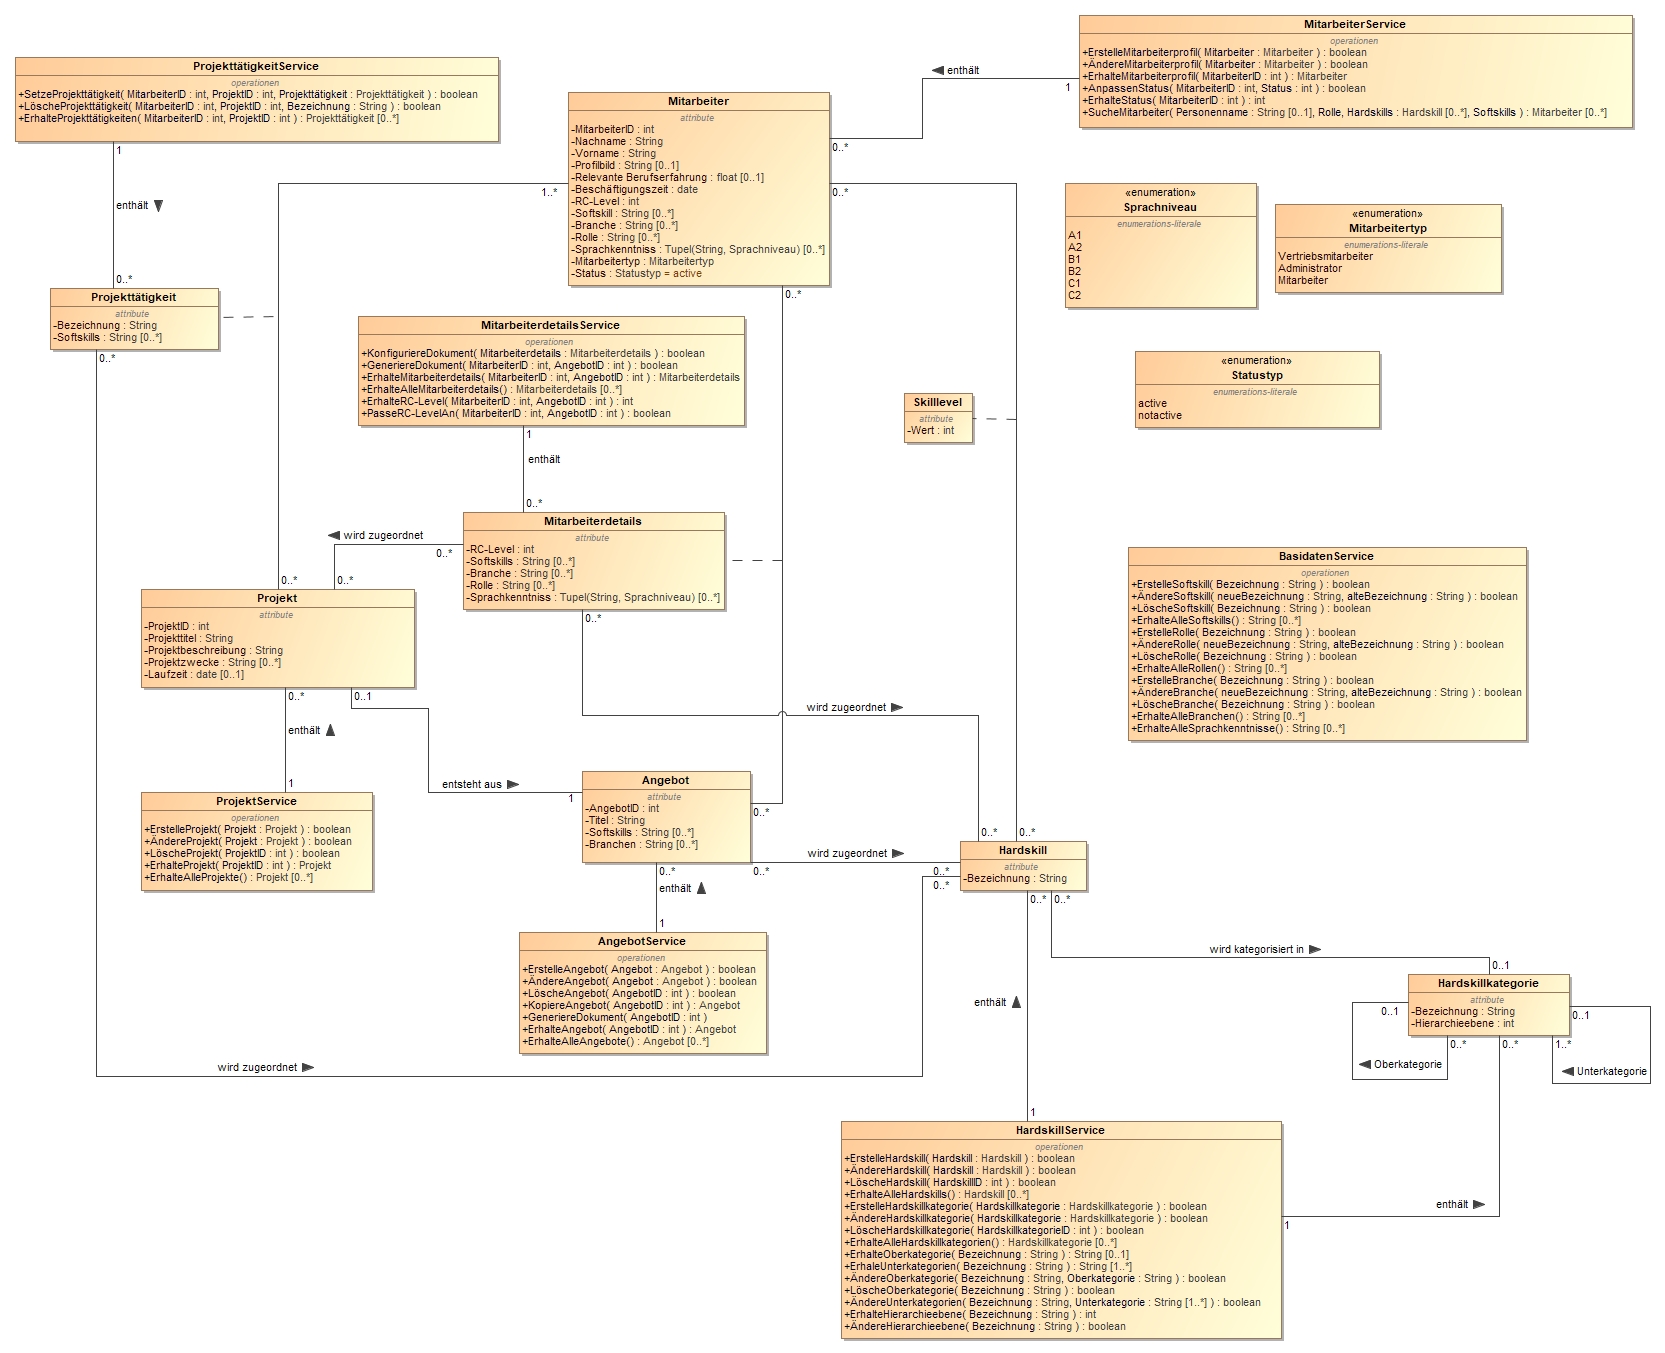 MitarbeiterService
operationen
+ErstelleMitarbeiterprofil( Mitarbeiter : Mitarbeiter ) : boolean
+ÄndereMitarbeiterprofil( Mitarbeiter : Mitarbeiter ) : boolean
+ErhalteMitarbeiterprofil( MitarbeiterID : int ) : Mitarbeiter
+AnpassenStatus( MitarbeiterID : int, Status : int ) : boolean
+ErhalteStatus( MitarbeiterID : int ) : int
+SucheMitarbeiter( Personenname : String [0..1], Rolle, Hardskills : Hardskill [0..*], Softskills ) : Mitarbeiter [0..*]
enthält
1
0..*
ProjekttätigkeitService
operationen
+SetzeProjekttätigkeit( MitarbeiterID : int, ProjektID : int, Projekttätigkeit : Projekttätigkeit ) : boolean
+LöscheProjekttätigkeit( MitarbeiterID : int, ProjektID : int, Bezeichnung : String ) : boolean
+ErhalteProjekttätigkeiten( MitarbeiterID : int, ProjektID : int ) : Projekttätigkeit [0..*]
1
enthält
0..*
Mitarbeiter
attribute
-MitarbeiterID : int
-Nachname : String
-Vorname : String
-Profilbild : String [0..1]
-Relevante Berufserfahrung : float [0..1]
-Beschäftigungszeit : date
-RC-Level : int
-Softskill : String [0..*]
-Branche : String [0..*]
-Rolle : String [0..*]
-Sprachkenntniss : Tupel(String, Sprachniveau) [0..*]
-Mitarbeitertyp : Mitarbeitertyp
-Status : Statustyp = active
1..*
0..*
0..*
«enumeration»
Sprachniveau
enumerations-literale
A1
A2
B1
B2
C1
C2
«enumeration»
Mitarbeitertyp
enumerations-literale
Vertriebsmitarbeiter
Administrator
Mitarbeiter
Projekttätigkeit
attribute
-Bezeichnung : String
-Softskills : String [0..*]
0..*
MitarbeiterdetailsService
operationen
+KonfiguriereDokument( Mitarbeiterdetails : Mitarbeiterdetails ) : boolean
+GeneriereDokument( MitarbeiterID : int, AngebotID : int ) : boolean
+ErhalteMitarbeiterdetails( MitarbeiterID : int, AngebotID : int ) : Mitarbeiterdetails
+ErhalteAlleMitarbeiterdetails() : Mitarbeiterdetails [0..*]
+ErhalteRC-Level( MitarbeiterID : int, AngebotID : int ) : int
+PasseRC-LevelAn( MitarbeiterID : int, AngebotID : int ) : boolean
1
enthält
0..*
«enumeration»
Statustyp
enumerations-literale
active
notactive
Skilllevel
attribute
-Wert : int
Mitarbeiterdetails
attribute
-RC-Level : int
-Softskills : String [0..*]
-Branche : String [0..*]
-Rolle : String [0..*]
-Sprachkenntniss : Tupel(String, Sprachniveau) [0..*]
wird zugeordnet
0..*
0..*
0..*
0..*
Projekt
attribute
-ProjektID : int
-Projekttitel : String
-Projektbeschreibung : String
-Projektzwecke : String [0..*]
-Laufzeit : date [0..1]
0..*
0..1
enthält
1
BasidatenService
operationen
+ErstelleSoftskill( Bezeichnung : String ) : boolean
+ÄndereSoftskill( neueBezeichnung : String, alteBezeichnung : String ) : boolean
+LöscheSoftskill( Bezeichnung : String ) : boolean
+ErhalteAlleSoftskills() : String [0..*]
+ErstelleRolle( Bezeichnung : String ) : boolean
+ÄndereRolle( neueBezeichnung : String, alteBezeichnung : String ) : boolean
+LöscheRolle( Bezeichnung : String ) : boolean
+ErhalteAlleRollen() : String [0..*]
+ErstelleBranche( Bezeichnung : String ) : boolean
+ÄndereBranche( neueBezeichnung : String, alteBezeichnung : String ) : boolean
+LöscheBranche( Bezeichnung : String ) : boolean
+ErhalteAlleBranchen() : String [0..*]
+ErhalteAlleSprachkenntnisse() : String [0..*]
wird zugeordnet
entsteht aus
1
ProjektService
operationen
+ErstelleProjekt( Projekt : Projekt ) : boolean
+ÄndereProjekt( Projekt : Projekt ) : boolean
+LöscheProjekt( ProjektID : int ) : boolean
+ErhalteProjekt( ProjektID : int ) : Projekt
+ErhalteAlleProjekte() : Projekt [0..*]
Angebot
attribute
-AngebotID : int
-Titel : String
-Softskills : String [0..*]
-Branchen : String [0..*]
0..*
0..*
0..*
wird zugeordnet
0..*
0..*
0..*
0..*
enthält
1
Hardskill
attribute
-Bezeichnung : String
0..*
0..*
AngebotService
operationen
+ErstelleAngebot( Angebot : Angebot ) : boolean
+ÄndereAngebot( Angebot : Angebot ) : boolean
+LöscheAngebot( AngebotID : int ) : boolean
+KopiereAngebot( AngebotID : int ) : Angebot
+GeneriereDokument( AngebotID : int )
+ErhalteAngebot( AngebotID : int ) : Angebot
+ErhalteAlleAngebote() : Angebot [0..*]
wird kategorisiert in
0..1
enthält
Hardskillkategorie
attribute
-Bezeichnung : String
-Hierarchieebene : int
0..1
0..1
0..*
0..*
1..*
Oberkategorie
Unterkategorie
wird zugeordnet
1
HardskillService
operationen
+ErstelleHardskill( Hardskill : Hardskill ) : boolean
+ÄndereHardskill( Hardskill : Hardskill ) : boolean
+LöscheHardskill( HardskillID : int ) : boolean
+ErhalteAlleHardskills() : Hardskill [0..*]
+ErstelleHardskillkategorie( Hardskillkategorie : Hardskillkategorie ) : boolean
+ÄndereHardskillkategorie( Hardskillkategorie : Hardskillkategorie ) : boolean
+LöscheHardskillkategorie( HardskillkategorieID : int ) : boolean
+ErhalteAlleHardskillkategorien() : Hardskillkategorie [0..*]
+ErhalteOberkategorie( Bezeichnung : String ) : String [0..1]
+ErhaleUnterkategorien( Bezeichnung : String ) : String [1..*]
+ÄndereOberkategorie( Bezeichnung : String, Oberkategorie : String ) : boolean
+LöscheOberkategorie( Bezeichnung : String ) : boolean
+ÄndereUnterkategorien( Bezeichnung : String, Unterkategorie : String [1..*] ) : boolean
+ErhalteHierarchieebene( Bezeichnung : String ) : int
+ÄndereHierarchieebene( Bezeichnung : String ) : boolean
enthält
1